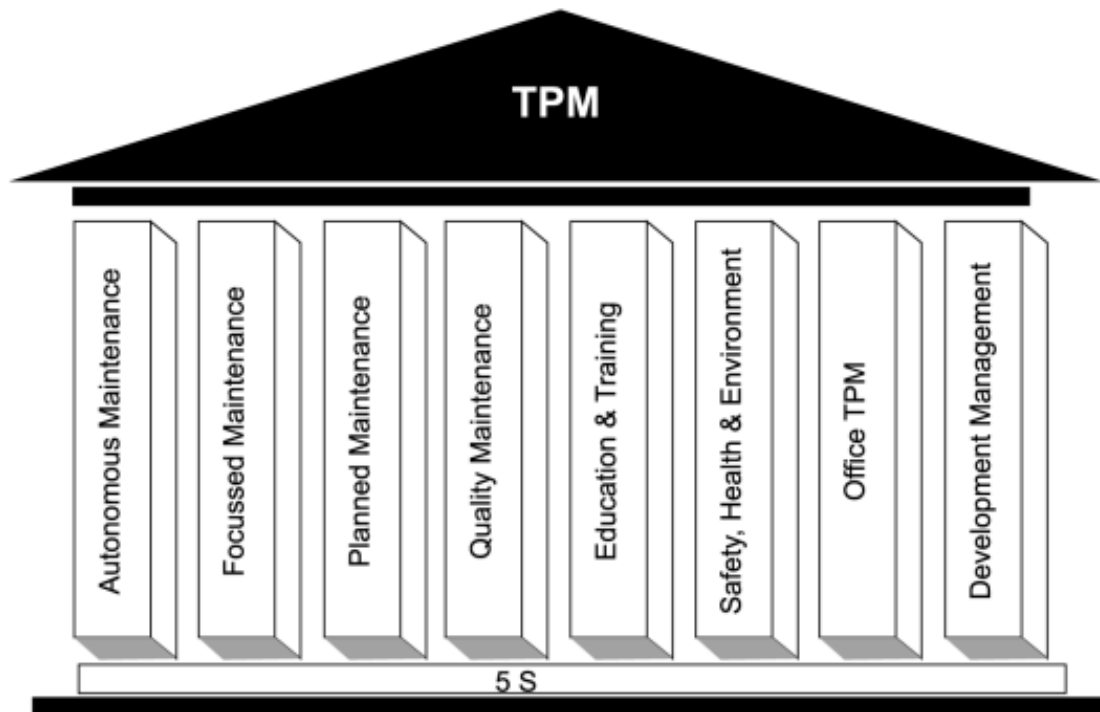 TPM
Autonomous Maintenance
Focussed Maintenance
Planned Maintenance
Quality Maintenance
Education & Training
Safety, Health & Environment
Office TPM
Development Management
5 S